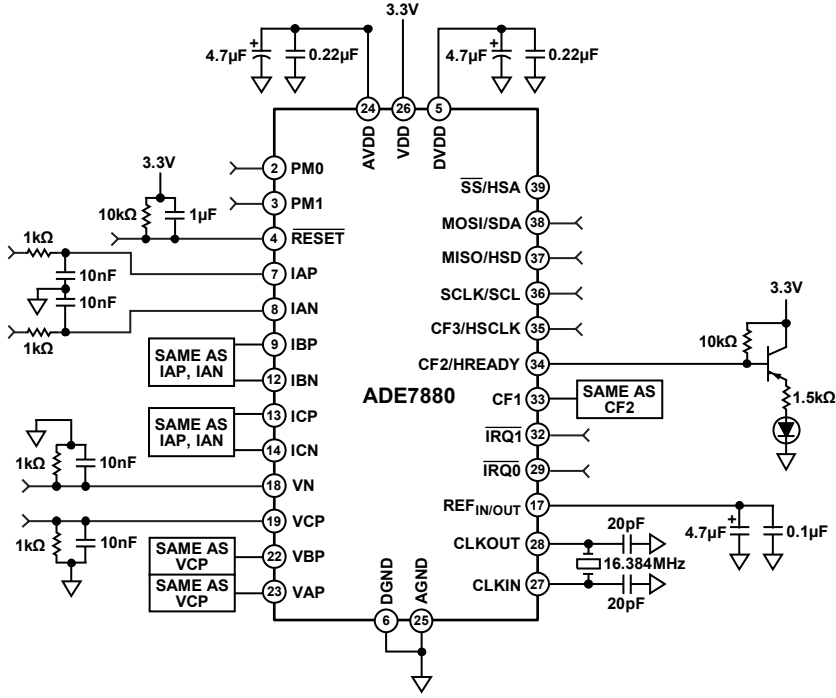 3.3V
4.7µF
+
0.22µF
4.7µF
+
0.22µF
24
26
5
AVDD
VDD
DVDD
2
PM0
3
PM1
3.3V
10kΩ
1µF
4
RESET
1kΩ
7
IAP
10nF
10nF
8
IAN
1kΩ
9
IBP
SAME AS
IAP, IAN
12
IBN
13
ICP
SAME AS
IAP, IAN
14
ICN
1kΩ
10nF
18
VN
19
VCP
1kΩ
10nF
SAME AS
VCP
22
VBP
SAME AS
VCP
23
VAP
ADE7880
SS/HSA
39
MOSI/SDA
38
MISO/HSD
37
SCLK/SCL
36
CF3/HSCLK
35
CF2/HREADY
34
3.3V
10kΩ
1.5kΩ
CF1
33
SAME AS
CF2
IRQ1
32
IRQ0
29
REFIN/OUT
17
4.7µF
+
0.1µF
CLKOUT
28
20pF
16.384MHz
CLKIN
27
20pF
DGND
AGND
6
25